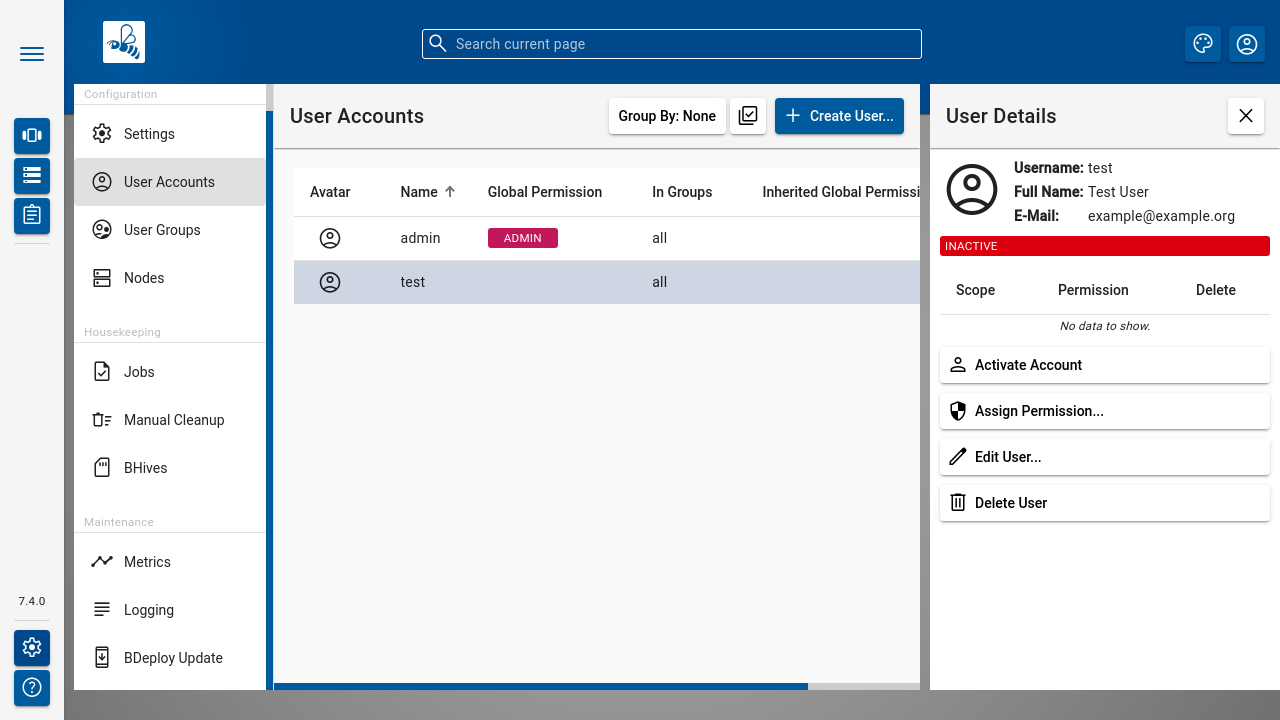 Search current page
Configuration
Settings
User Accounts
User Groups
Nodes
Housekeeping
Jobs
Manual Cleanup
BHives
Maintenance
Metrics
Logging
BDeploy Update
7.4.0
User Accounts
Group By: None
Create User...
Avatar Name Global Permission In Groups Inherited Global Permissi
admin ADMIN all
test all
User Details
Username: test
Full Name: Test User
E-Mail: example@example.org
INACTIVE
Scope Permission Delete
No data to show.
Activate Account
Assign Permission...
Edit User...
Delete User